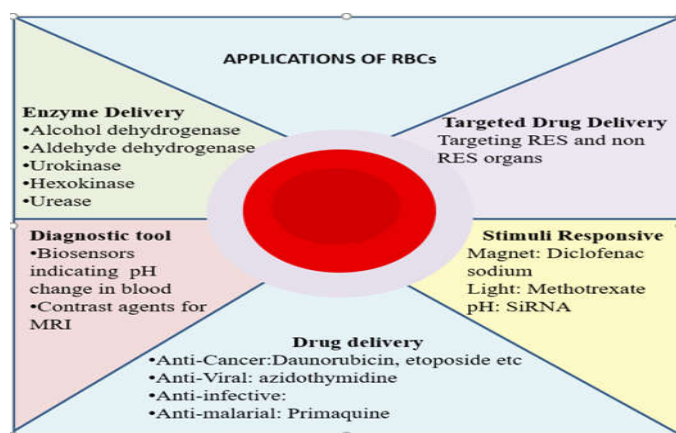 APPLICATIONS OF RBCs
Enzyme Delivery
•Alcohol dehydrogenase
•Aldehyde dehydrogenase
•Urokinase
•Hexokinase
•Urease
Targeted Drug Delivery
Targeting RES and non
RES organs
Diagnostic tool
•Biosensors
indicating pH
change in blood
•Contrast agents for
MRI
Stimuli Responsive
Magnet: Diclofenac
sodium
Light: Methotrexate
pH: SiRNA
Drug delivery
•Anti-Cancer:Daunorubicin, etoposide etc
•Anti-Viral: azidothymidine
•Anti-infective:
•Anti-malarial: Primaquine